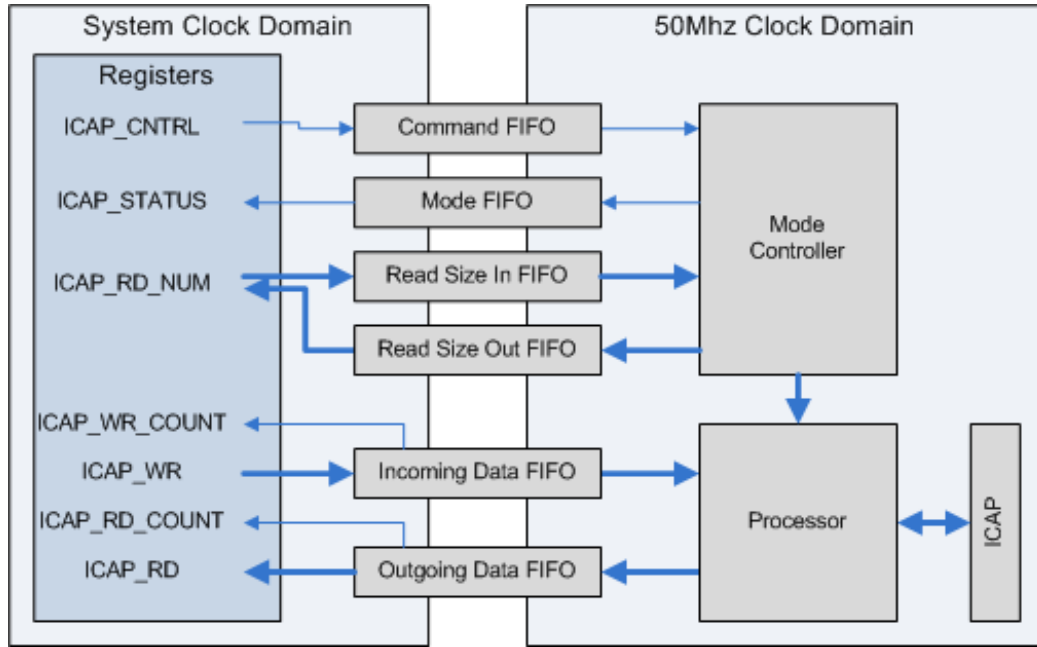 System Clock Domain
50Mhz Clock Domain
Registers
ICAP_CNTRL
Command FIFO
ICAP_STATUS
Mode FIFO
Mode
Controller
ICAP_RD_NUM
Read Size In FIFO
Read Size Out FIFO
ICAP_WR_COUNT
ICAP_WR
Incoming Data FIFO
ICAP_RD_COUNT
Processor
ICAP
ICAP_RD
Outgoing Data FIFO